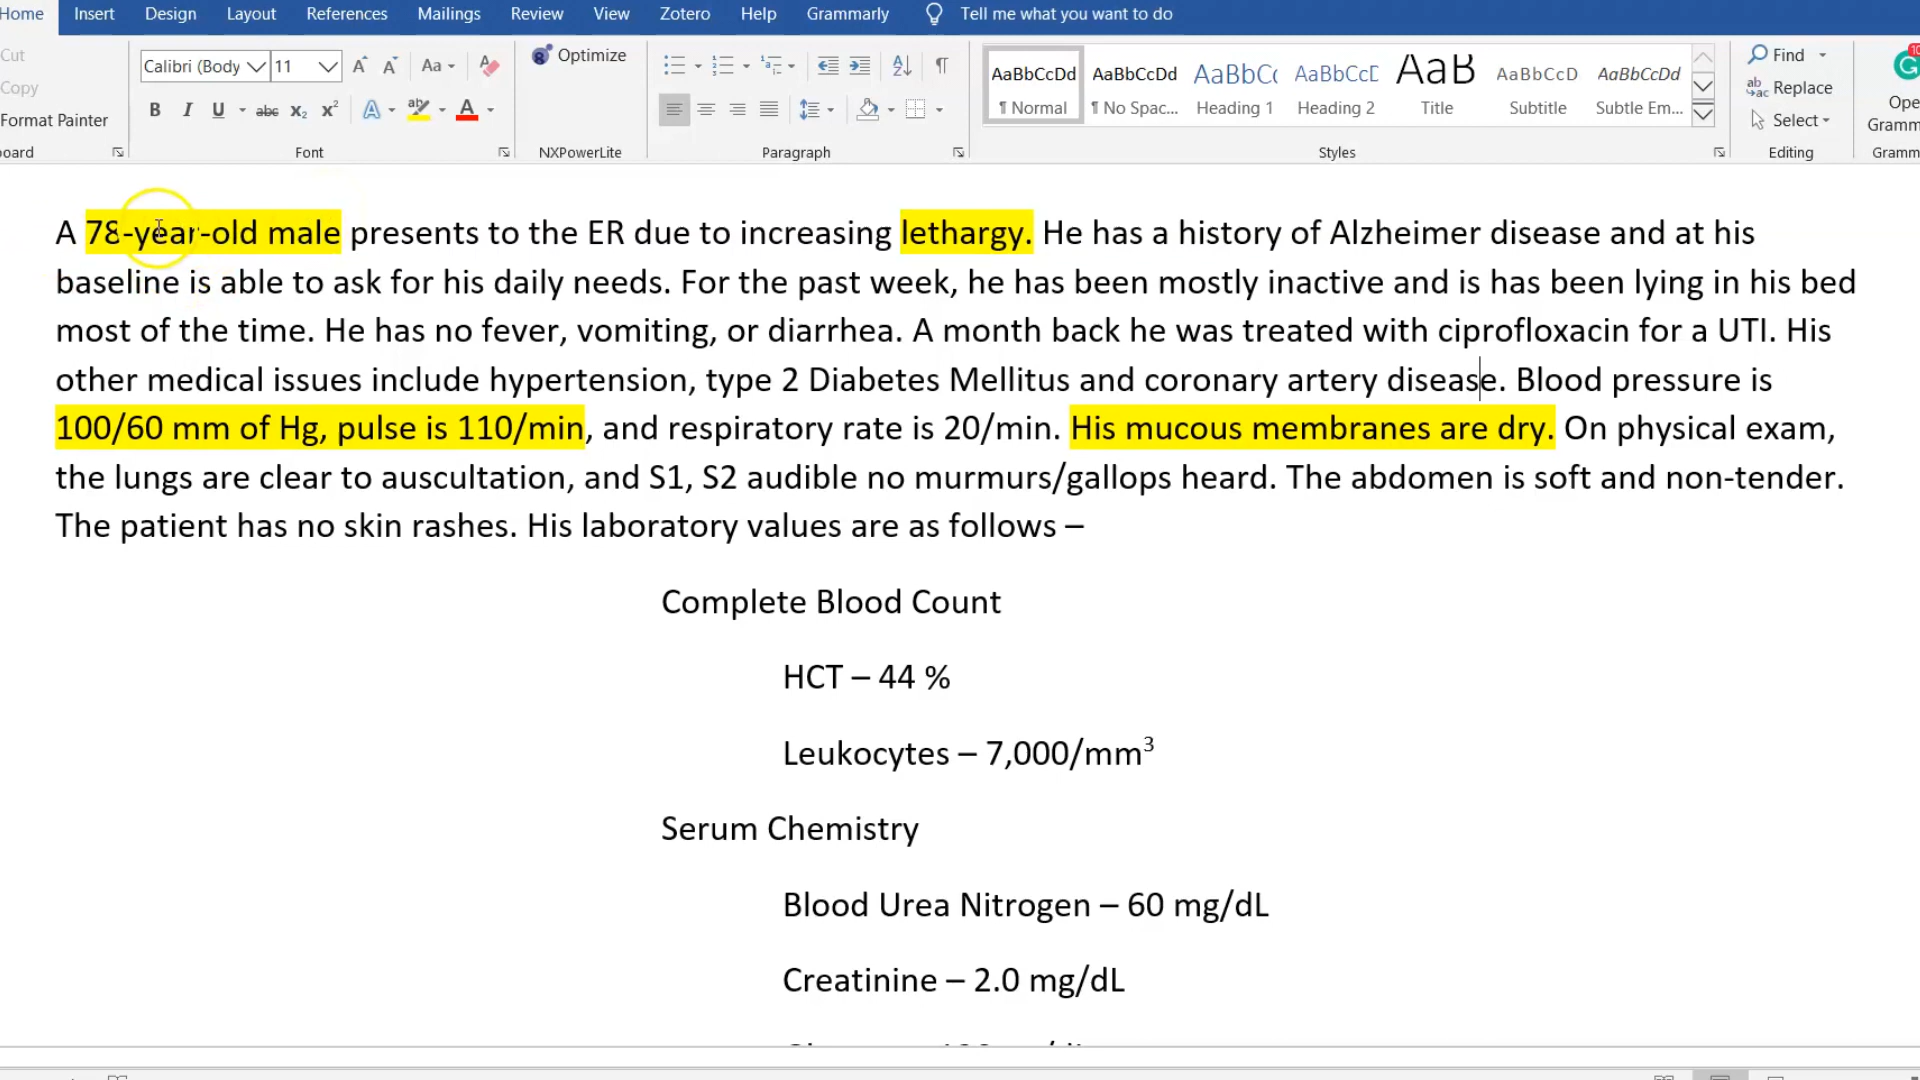 Home Insert Design Layout References Mailings Review View Zotero Help Grammarly Tell me what you want to do
Cut
Copy
Format Painter
Calibri (Body 11
Aa
B I U abc X₂ X² A A
Optimize
AaBbCcDd AaBbCcDd AaBbCc AaBbCcD AaB AaBbCcD AaBbCcDd
¶ Normal ¶ No Spac... Heading 1 Heading 2 Title Subtitle Subtle Em...
Find
Replace
Select
Ope
Gramm
oard Font NXPowerLite Paragraph Styles Editing Gramm
A 78-year-old male presents to the ER due to increasing lethargy. He has a history of Alzheimer disease and at his
baseline is able to ask for his daily needs. For the past week, he has been mostly inactive and is has been lying in his bed
most of the time. He has no fever, vomiting, or diarrhea. A month back he was treated with ciprofloxacin for a UTI. His
other medical issues include hypertension, type 2 Diabetes Mellitus and coronary artery disease. Blood pressure is
100/60 mm of Hg, pulse is 110/min, and respiratory rate is 20/min. His mucous membranes are dry. On physical exam,
the lungs are clear to auscultation, and S1, S2 audible no murmurs/gallops heard. The abdomen is soft and non-tender.
The patient has no skin rashes. His laboratory values are as follows –
Complete Blood Count
HCT – 44 %
Leukocytes – 7,000/mm³
Serum Chemistry
Blood Urea Nitrogen – 60 mg/dL
Creatinine – 2.0 mg/dL